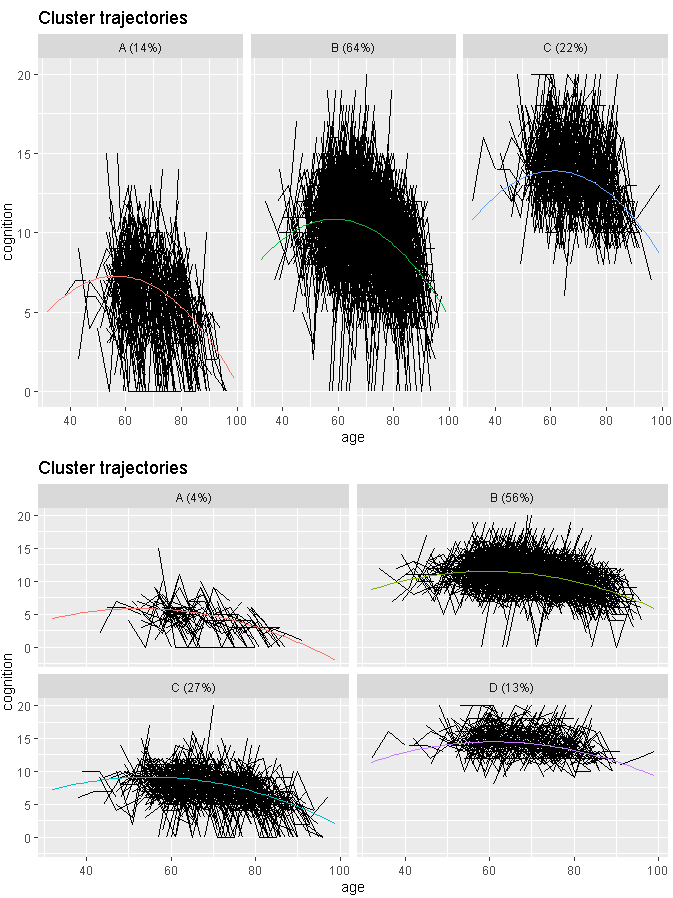 Cluster trajectories
A (14%)
B (64%)
C (22%)
20
15
10
5
0
cognition
40
60
80
100
40
60
80
100
40
60
80
100
age
Cluster trajectories
A (4%)
B (56%)
20
15
10
5
0
cognition
C (27%)
D (13%)
20
15
10
5
0
40
60
80
100
40
60
80
100
age